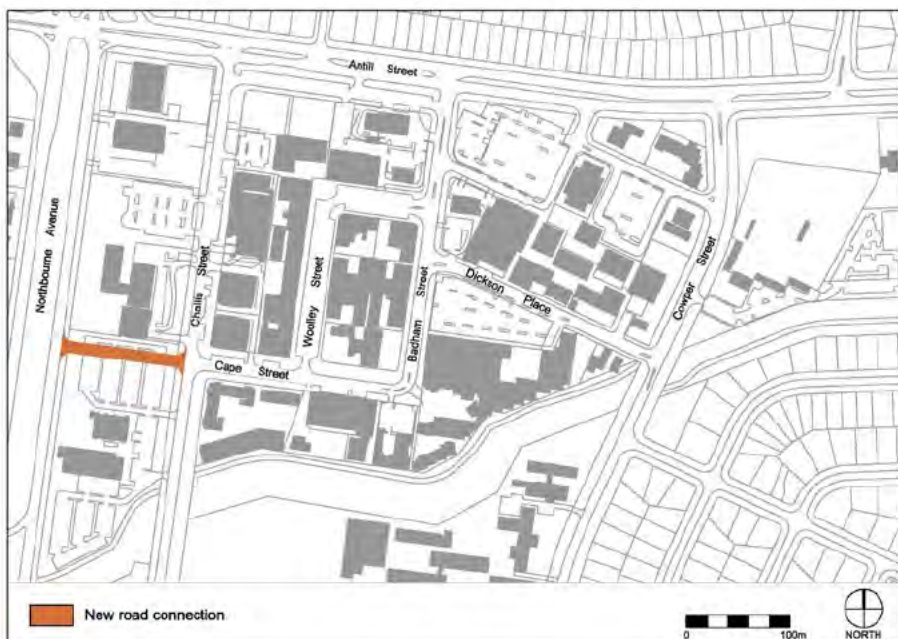 Antill Street
Northbourne Avenue
Challis Street
Woolley Street
Badham Street
Dickson Place
Cowper Street
Cape Street
New road connection
0 100m
NORTH